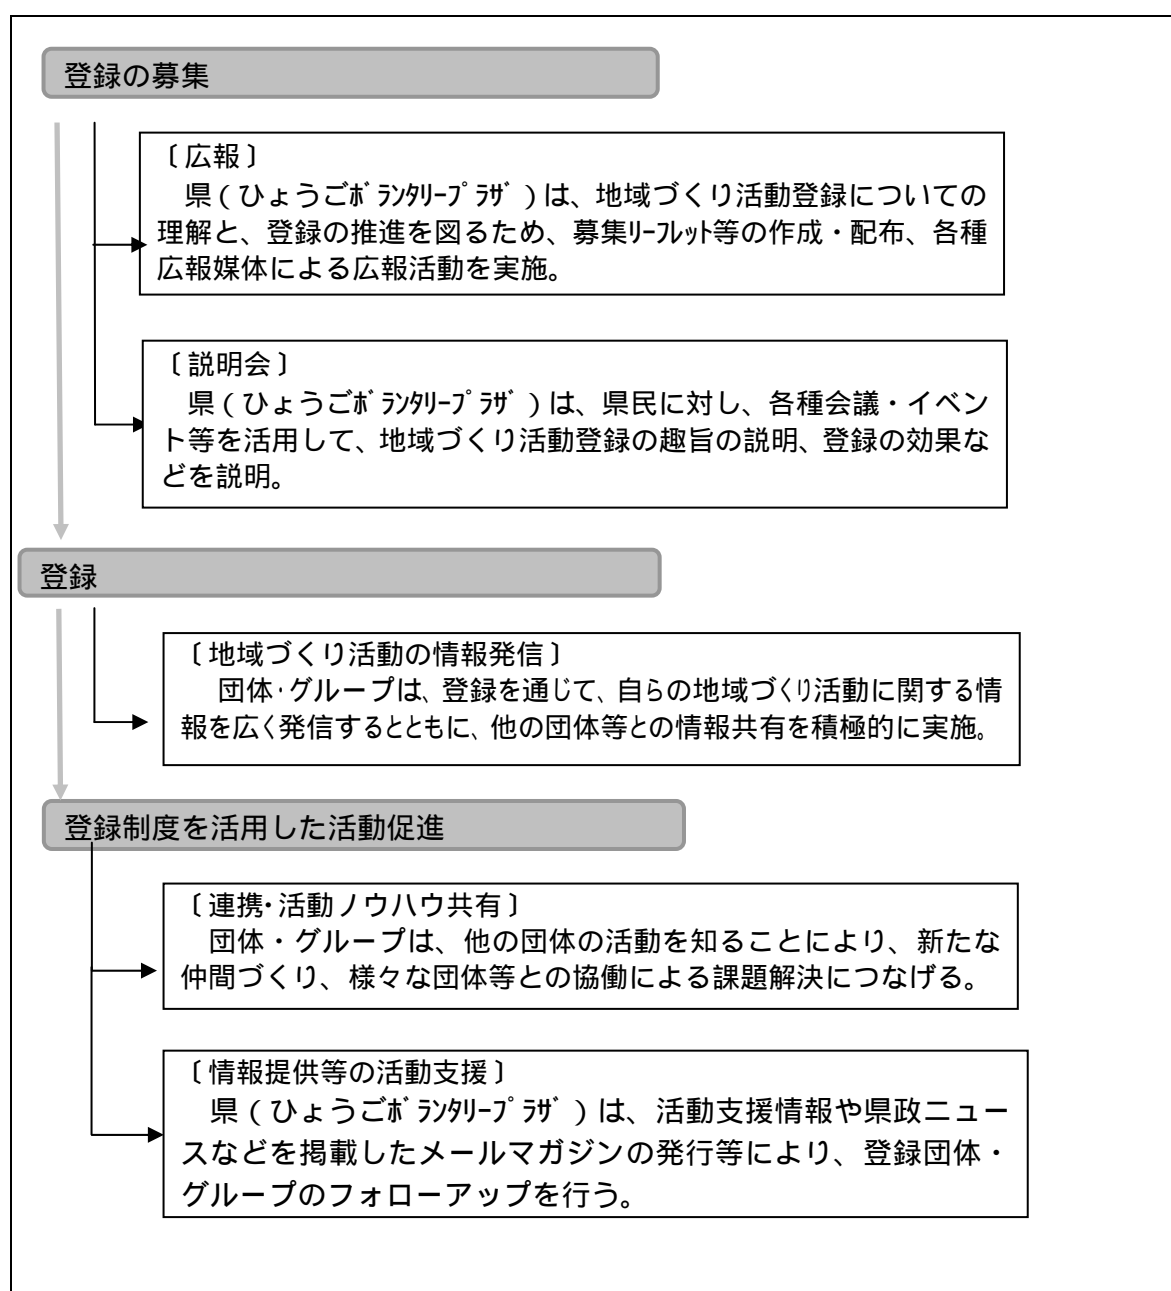 登録の募集
〔広報〕
県（ひょうごﾎﾞﾗﾝﾀﾘｰﾌﾟﾗｻﾞ）は、地域づくり活動登録についての
理解と、登録の推進を図るため、募集ﾘｰﾌﾚｯﾄ等の作成・配布、各種
広報媒体による広報活動を実施。
〔説明会〕
県（ひょうごﾎﾞﾗﾝﾀﾘｰﾌﾟﾗｻﾞ）は、県民に対し、各種会議・イベン
ト等を活用して、地域づくり活動登録の趣旨の説明、登録の効果な
どを説明。
登録
〔地域づくり活動の情報発信〕
団体･グループは、登録を通じて、自らの地域づくり活動に関する情
報を広く発信するとともに、他の団体等との情報共有を積極的に実施。
登録制度を活用した活動促進
〔連携･活動ノウハウ共有〕
団体・グループは、他の団体の活動を知ることにより、新たな
仲間づくり、様々な団体等との協働による課題解決につなげる。
〔情報提供等の活動支援〕
県（ひょうごﾎﾞﾗﾝﾀﾘｰﾌﾟﾗｻﾞ）は、活動支援情報や県政ニュー
スなどを掲載したメールマガジンの発行等により、登録団体・
グループのフォローアップを行う。